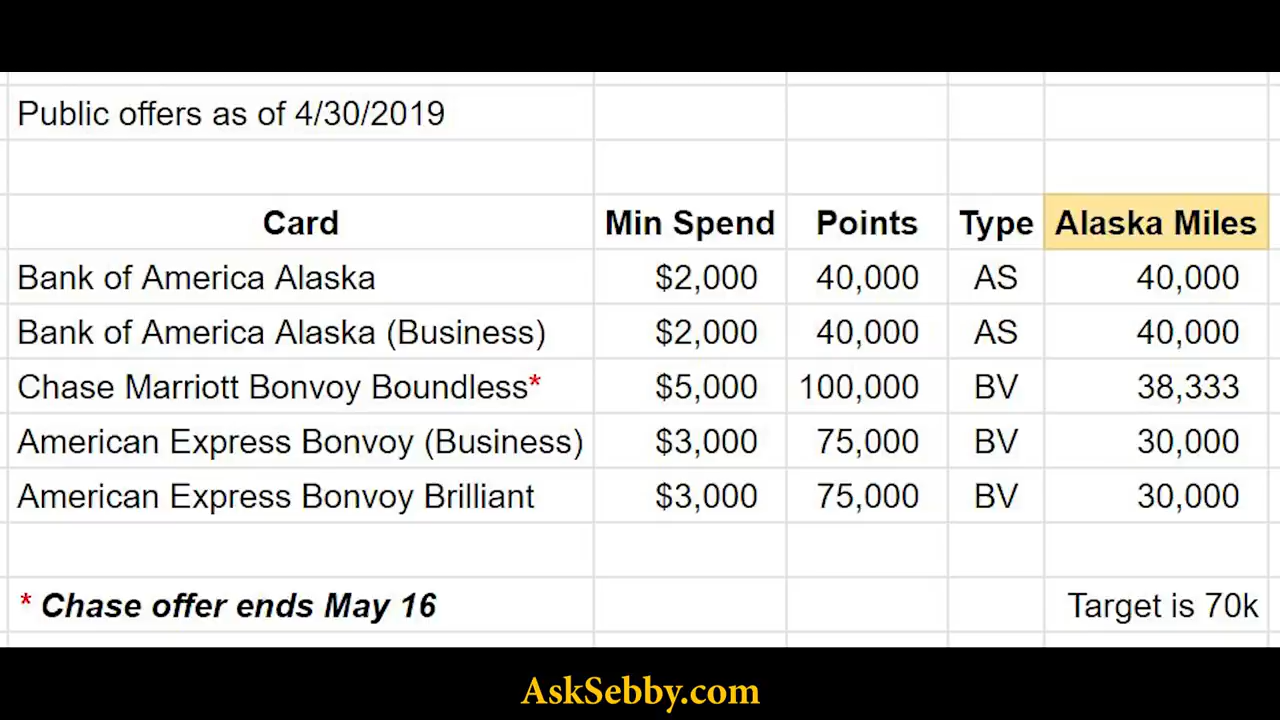 Public offers as of 4/30/2019
Card Min Spend Points Type Alaska Miles
Bank of America Alaska $2,000 40,000 AS 40,000
Bank of America Alaska (Business) $2,000 40,000 AS 40,000
Chase Marriott Bonvoy Boundless* $5,000 100,000 BV 38,333
American Express Bonvoy (Business) $3,000 75,000 BV 30,000
American Express Bonvoy Brilliant $3,000 75,000 BV 30,000
* Chase offer ends May 16 Target is 70k
AskSebby.com